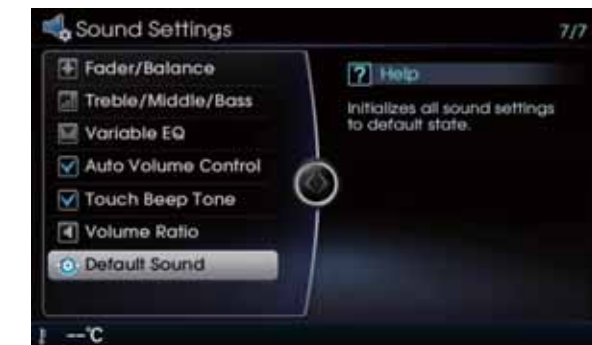 Sound Settings 7/7
Fader/Balance
Treble/Middle/Bass
Variable EQ
Auto Volume Control
Touch Beep Tone
Volume Ratio
Default Sound
? Help
Initializes all sound settings
to default state.
--°C